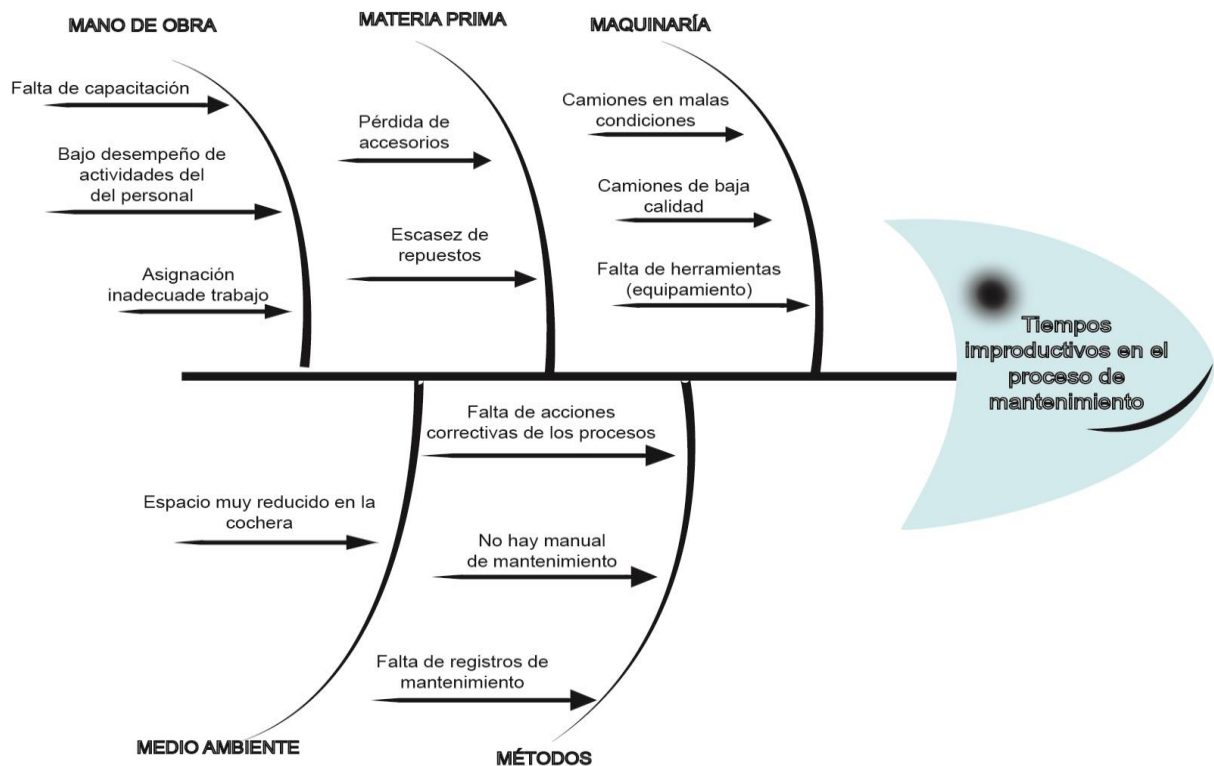 MANO DE OBRA
MATERIA PRIMA
MAQUINARÍA
Falta de capacitación
Bajo desempeño de
actividades del
del personal
Asignación
inadecuade trabajo
Pérdida de
accesorios
Escasez de
repuestos
Camiones en malas
condiciones
Camiones de baja
calidad
Falta de herramientas
(equipamiento)
Tiempos
improductivos en el
proceso de
mantenimiento
Espacio muy reducido en la
cochera
Falta de acciones
correctivas de los procesos
No hay manual
de mantenimiento
Falta de registros de
mantenimiento
MEDIO AMBIENTE
MÉTODOS